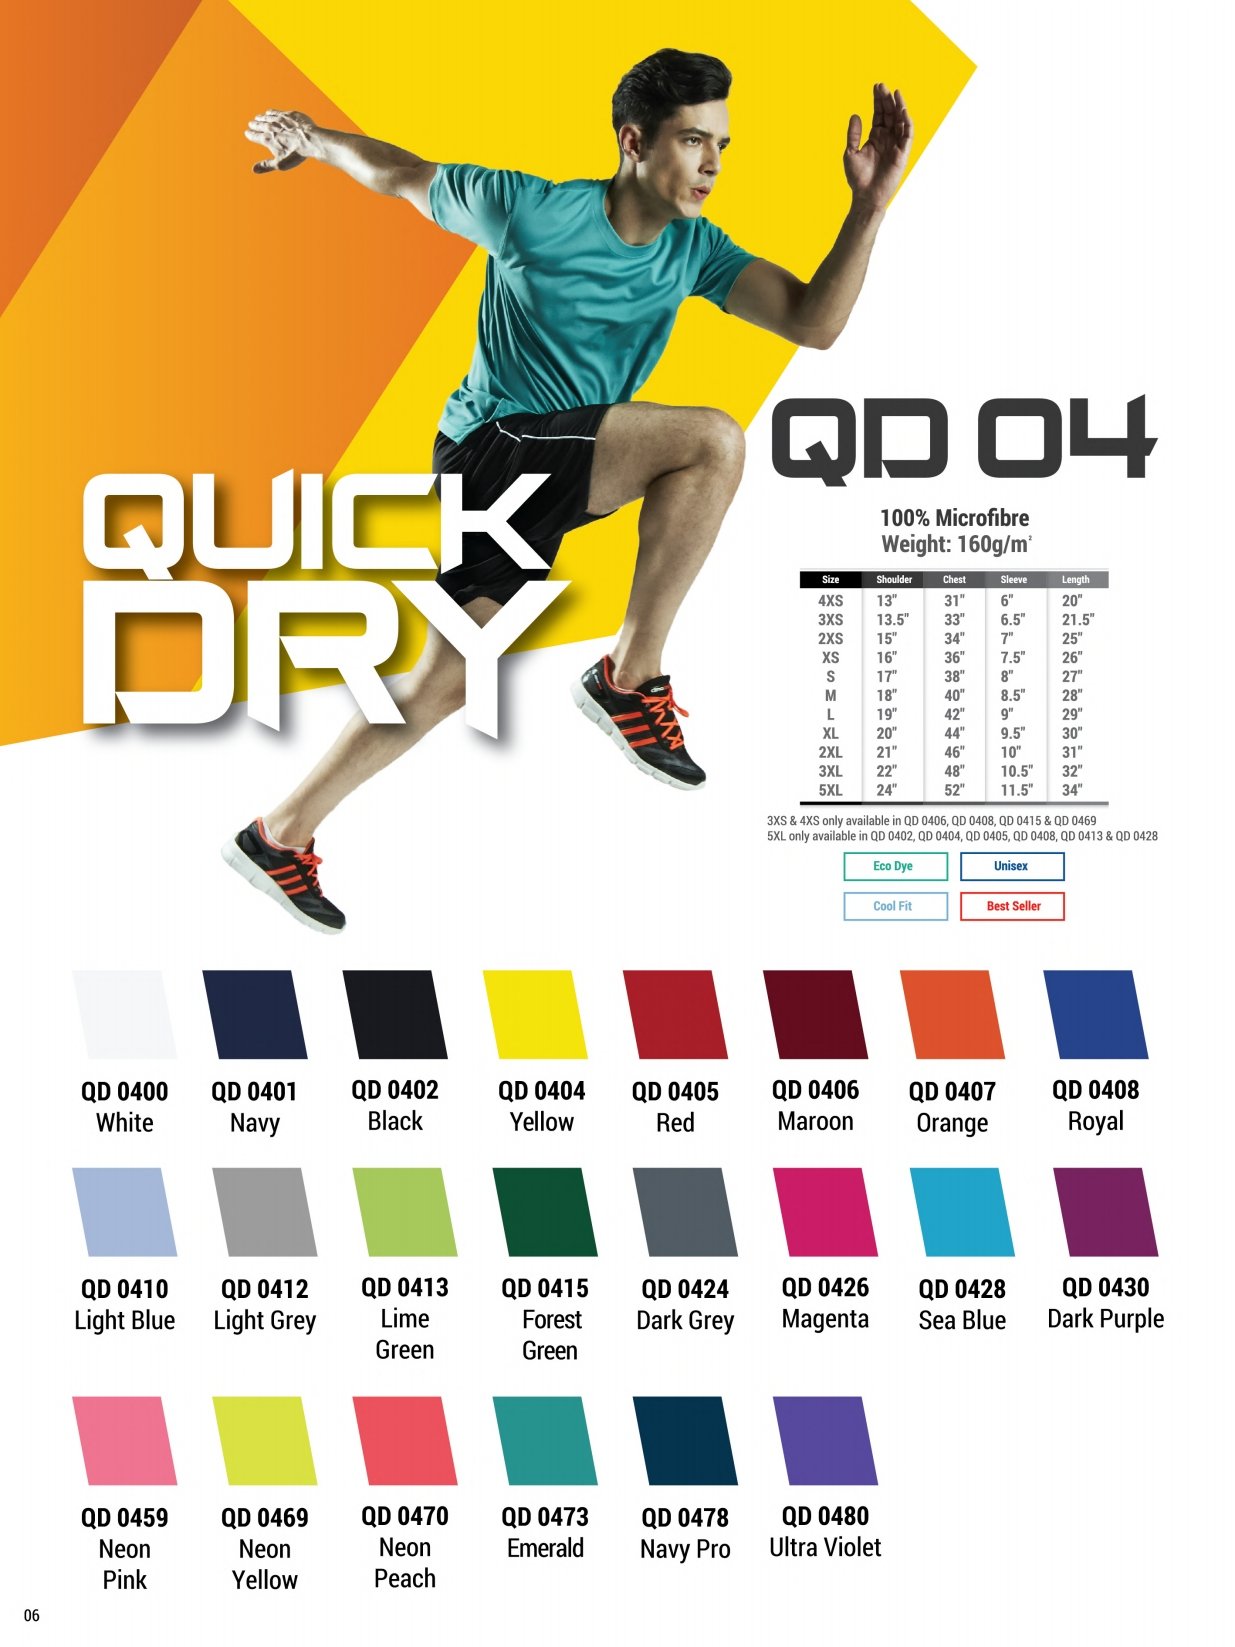 QUICK
DRY
QD 04
100% Microfibre
Weight: 160g/m²
Size Shoulder Chest Sleeve Length
4XS 13" 31" 6" 20"
3XS 13.5" 33" 6.5" 21.5"
2XS 15" 34" 7" 25"
XS 16" 36" 7.5" 26"
S 17" 38" 8" 27"
M 18" 40" 8.5" 28"
L 19" 42" 9" 29"
XL 20" 44" 9.5" 30"
2XL 21" 46" 10" 31"
3XL 22" 48" 10.5" 32"
5XL 24" 52" 11.5" 34"
3XS & 4XS only available in QD 0406, QD 0408, QD 0415 & QD 0469
5XL only available in QD 0402, QD 0404, QD 0405, QD 0408, QD 0413 & QD 0428
Eco Dye Unisex
Cool Fit Best Seller
QD 0400 QD 0401 QD 0402 QD 0404 QD 0405 QD 0406 QD 0407 QD 0408
White Navy Black Yellow Red Maroon Orange Royal
QD 0410 QD 0412 QD 0413 QD 0415 QD 0424 QD 0426 QD 0428 QD 0430
Light Blue Light Grey Lime Forest Dark Grey Magenta Sea Blue Dark Purple
Green Green
QD 0459 QD 0469 QD 0470 QD 0473 QD 0478 QD 0480
Neon Neon Neon Emerald Navy Pro Ultra Violet
Pink Yellow Peach
06